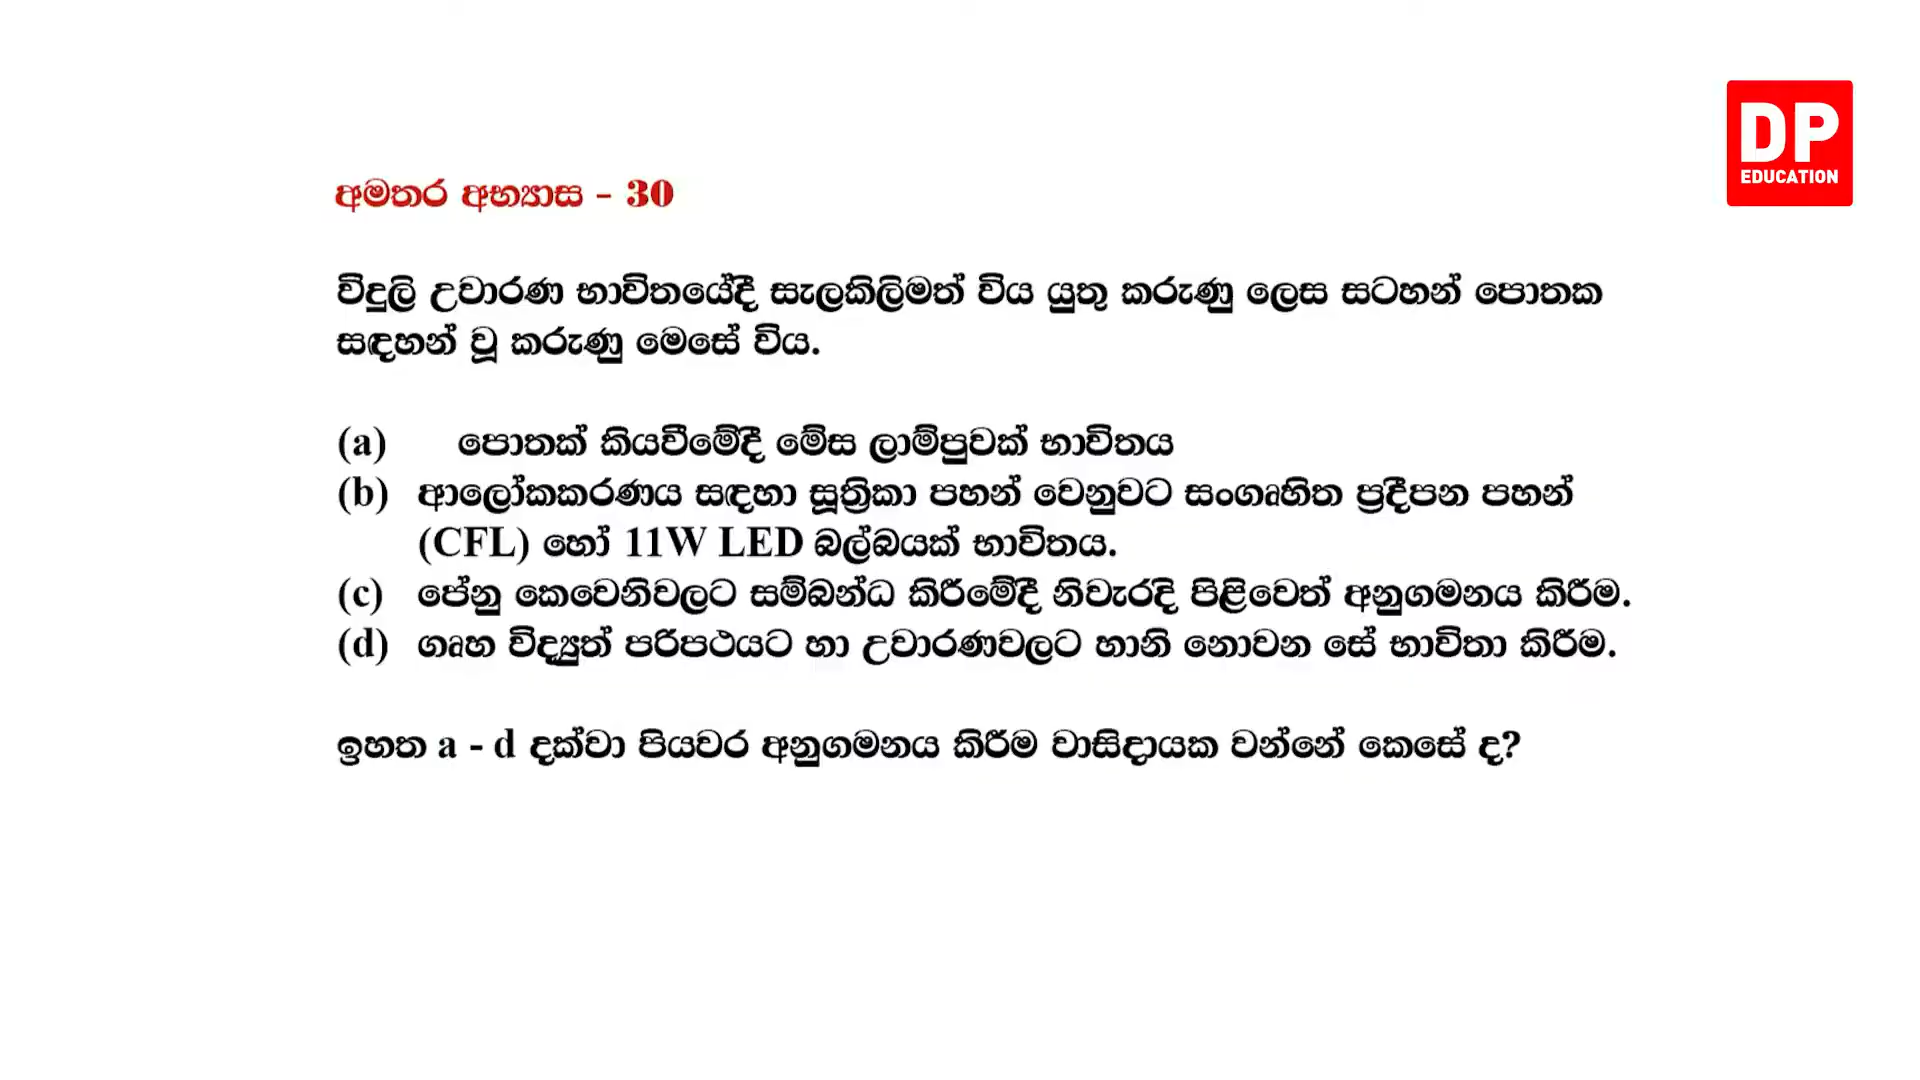 DP
EDUCATION
අමතර අභ්‍යාස - 30
විදුලි උවාරණ භාවිතයේදී සැලකිලිමත් විය යුතු කරුණු ලෙස සටහන් පොතක
සඳහන් වූ කරුණු මෙසේ විය.
(a) පොතක් කියවීමේදී මේස ලාම්පුවක් භාවිතය
(b) ආලෝකකරණය සඳහා සූත්‍රිකා පහන් වෙනුවට සංගෘහිත ප්‍රදීපන පහන්
(CFL) හෝ 11W LED බල්බයක් භාවිතය.
(c) පේනු කෙවෙනිවලට සම්බන්ධ කිරීමේදී නිවැරදි පිළිවෙත් අනුගමනය කිරීම.
(d) ගෘහ විද්‍යුත් පරිපථයට හා උවාරණවලට හානි නොවන සේ භාවිතා කිරීම.
ඉහත a - d දක්වා පියවර අනුගමනය කිරීම වාසිදායක වන්නේ කෙසේ ද?